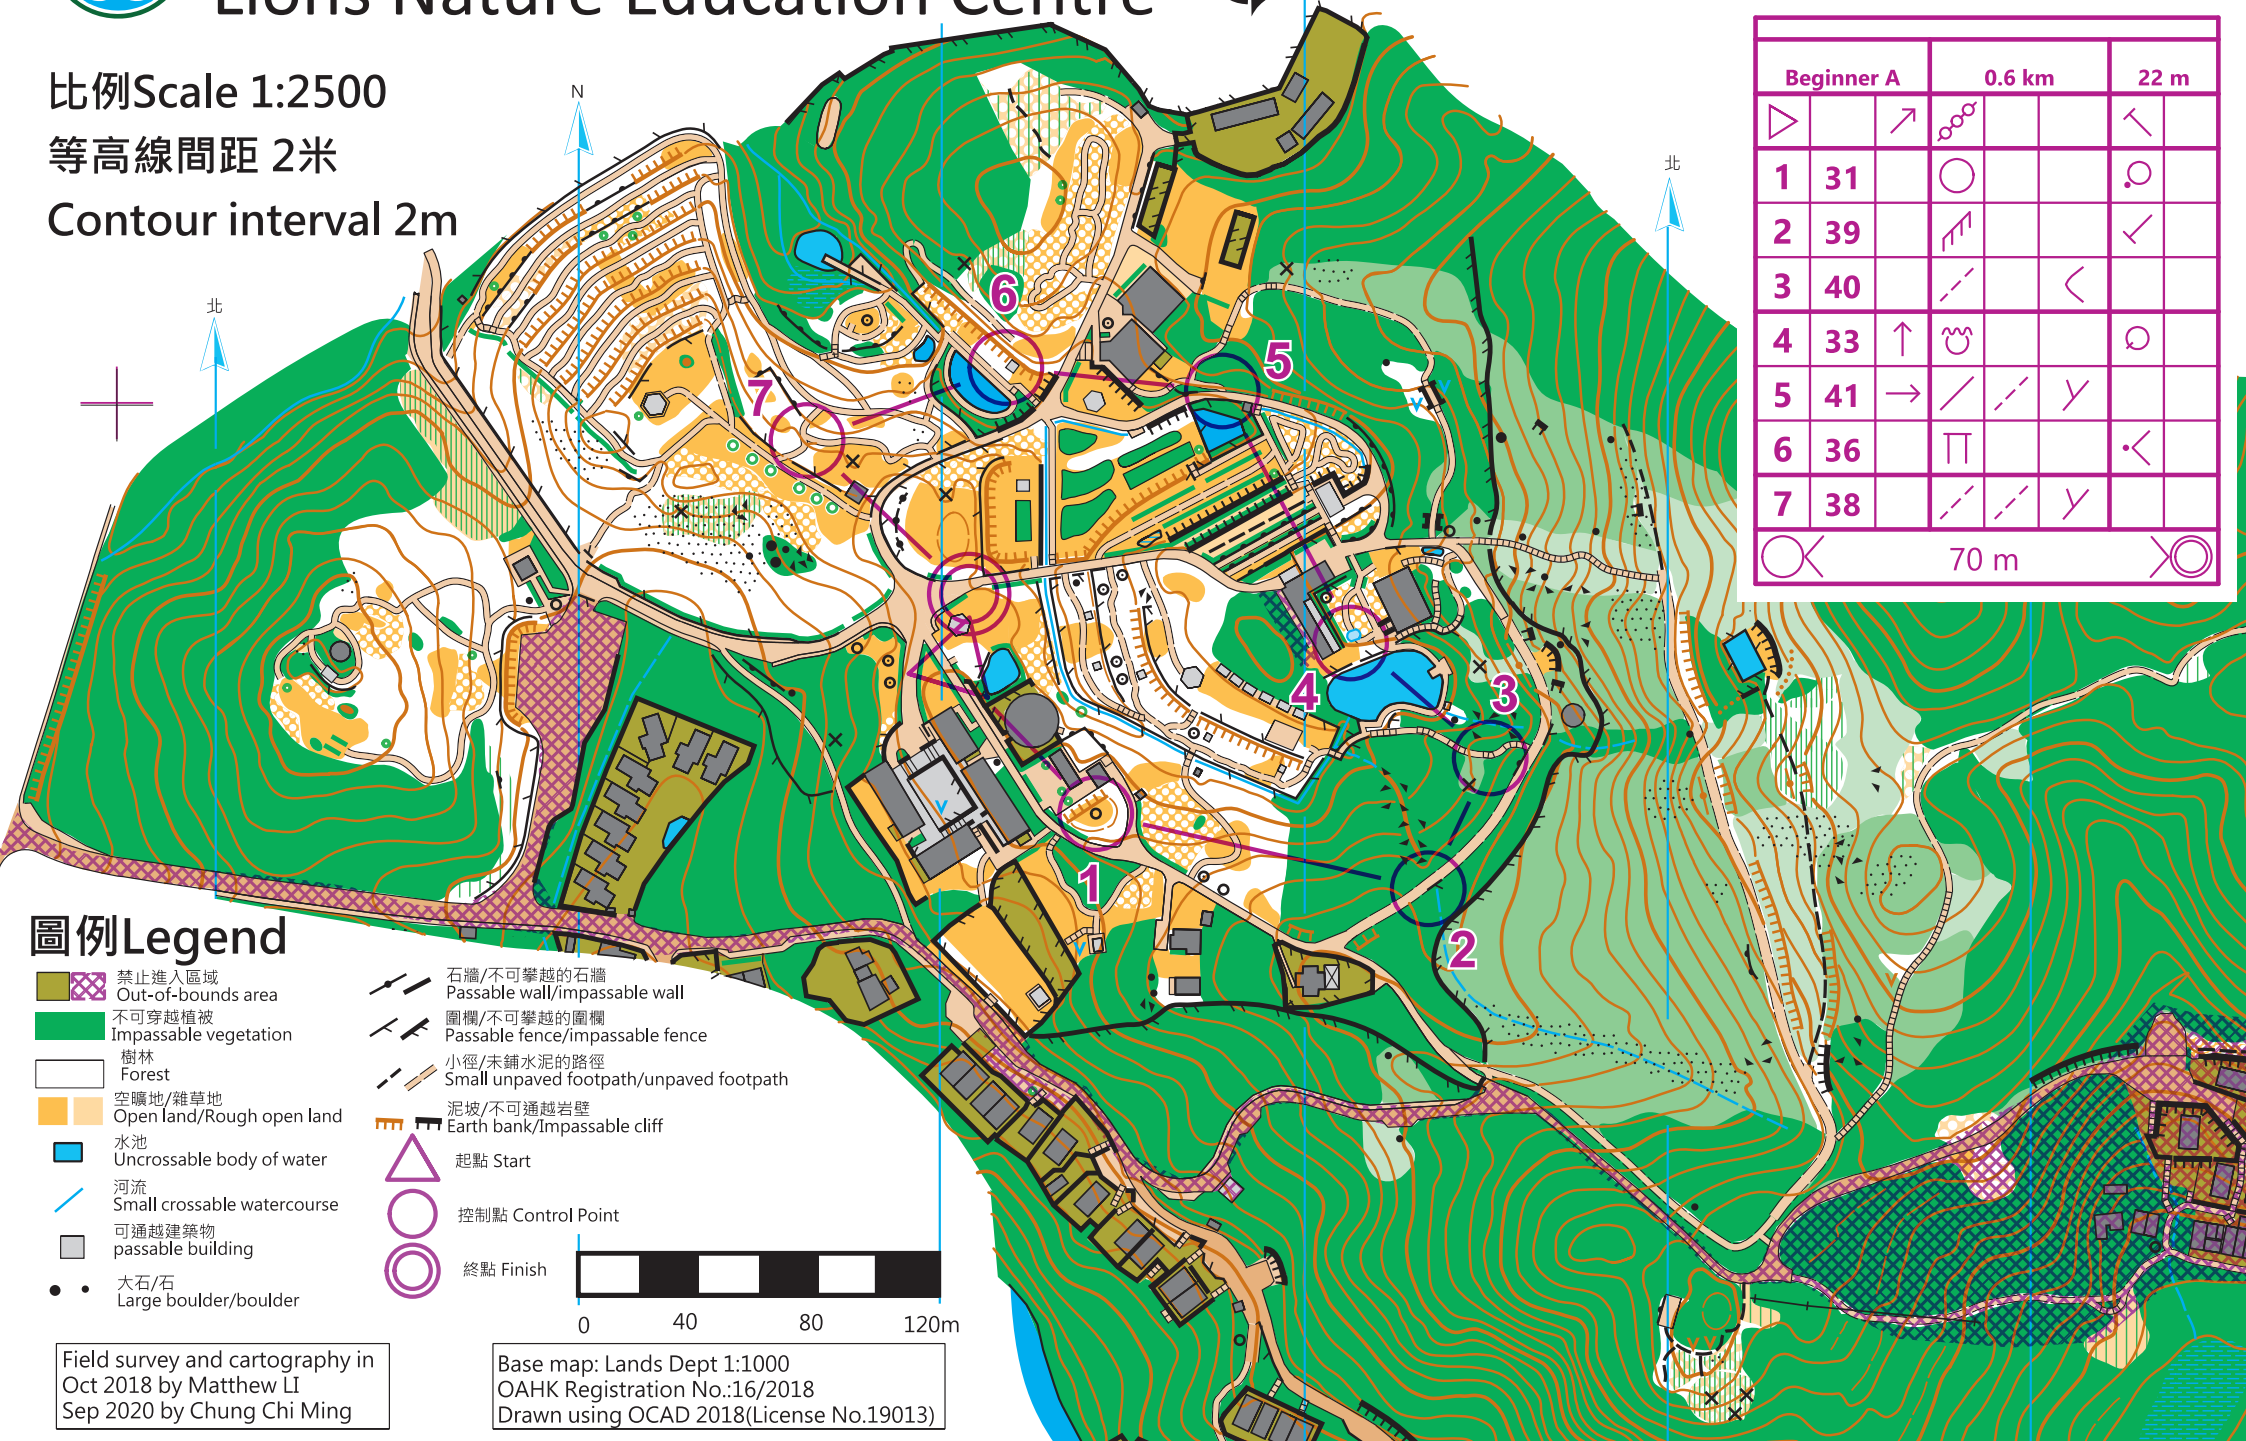 Lions Nature Education Centre
比例Scale 1:2500
等高線間距 2米
Contour interval 2m
N
北
北
Beginner A 0.6 km 22 m
1 31
2 39
3 40
4 33
5 41
6 36
7 38
70 m
6
5
7
4
3
1
2
圖例Legend
禁止進入區域
Out-of-bounds area
不可穿越植被
Impassable vegetation
樹林
Forest
空曠地/雜草地
Open land/Rough open land
水池
Uncrossable body of water
河流
Small crossable watercourse
可通越建築物
passable building
大石/石
Large boulder/boulder
石牆/不可攀越的石牆
Passable wall/impassable wall
圍欄/不可攀越的圍欄
Passable fence/impassable fence
小徑/未鋪水泥的路徑
Small unpaved footpath/unpaved footpath
泥坡/不可通越岩壁
Earth bank/Impassable cliff
起點 Start
控制點 Control Point
終點 Finish
0 40 80 120m
Field survey and cartography in
Oct 2018 by Matthew LI
Sep 2020 by Chung Chi Ming
Base map: Lands Dept 1:1000
OAHK Registration No.:16/2018
Drawn using OCAD 2018(License No.19013)